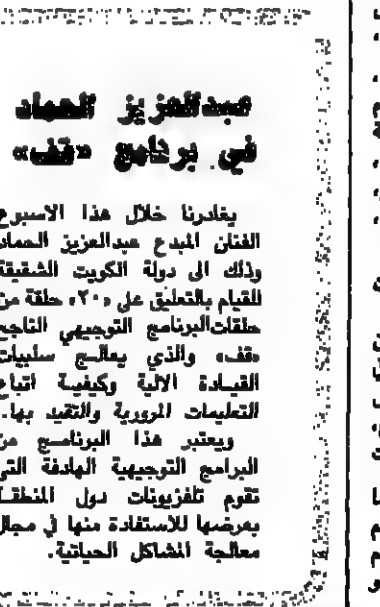 عبدالعزيز الحماد
في برنامج «قف»
يغادرنا خلال هذا الاسبوع
الفنان المبدع عبدالعزيز الحماد
وذلك الى دولة الكويت الشقيقة
للقيام بالتعليق على «٢٠» حلقة من
حلقات البرنامج التوجيهي الناجح
«قف» والذي يعالج سلبيات
القيادة الالية وكيفية اتباع
التعليمات المرورية والتقيد بها.
ويعتبر هذا البرنامج من
البرامج التوجيهية الهادفة التي
تقوم تلفزيونات دول المنطقة
بعرضها للاستفادة منها في مجال
معالجة المشاكل الحياتية.